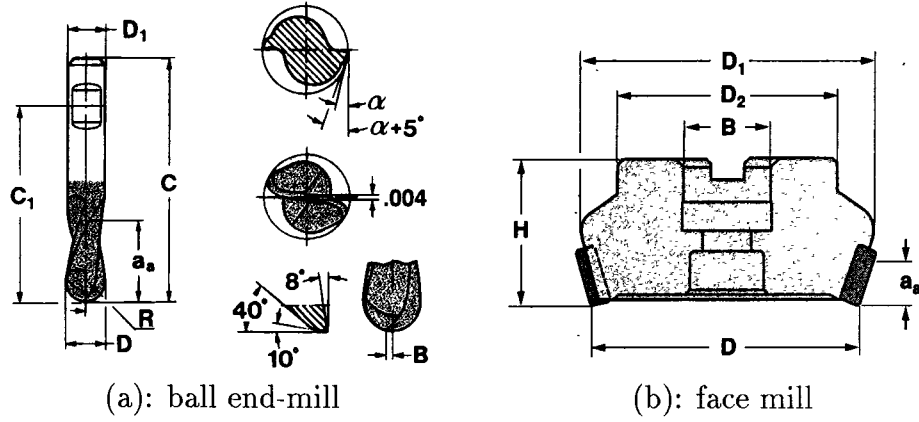 D₁
C₁
C
aₐ
R
D
α
α+5°
.004
8°
40°
10°
B
(a): ball end-mill
D₁
D₂
B
H
aₐ
D
(b): face mill